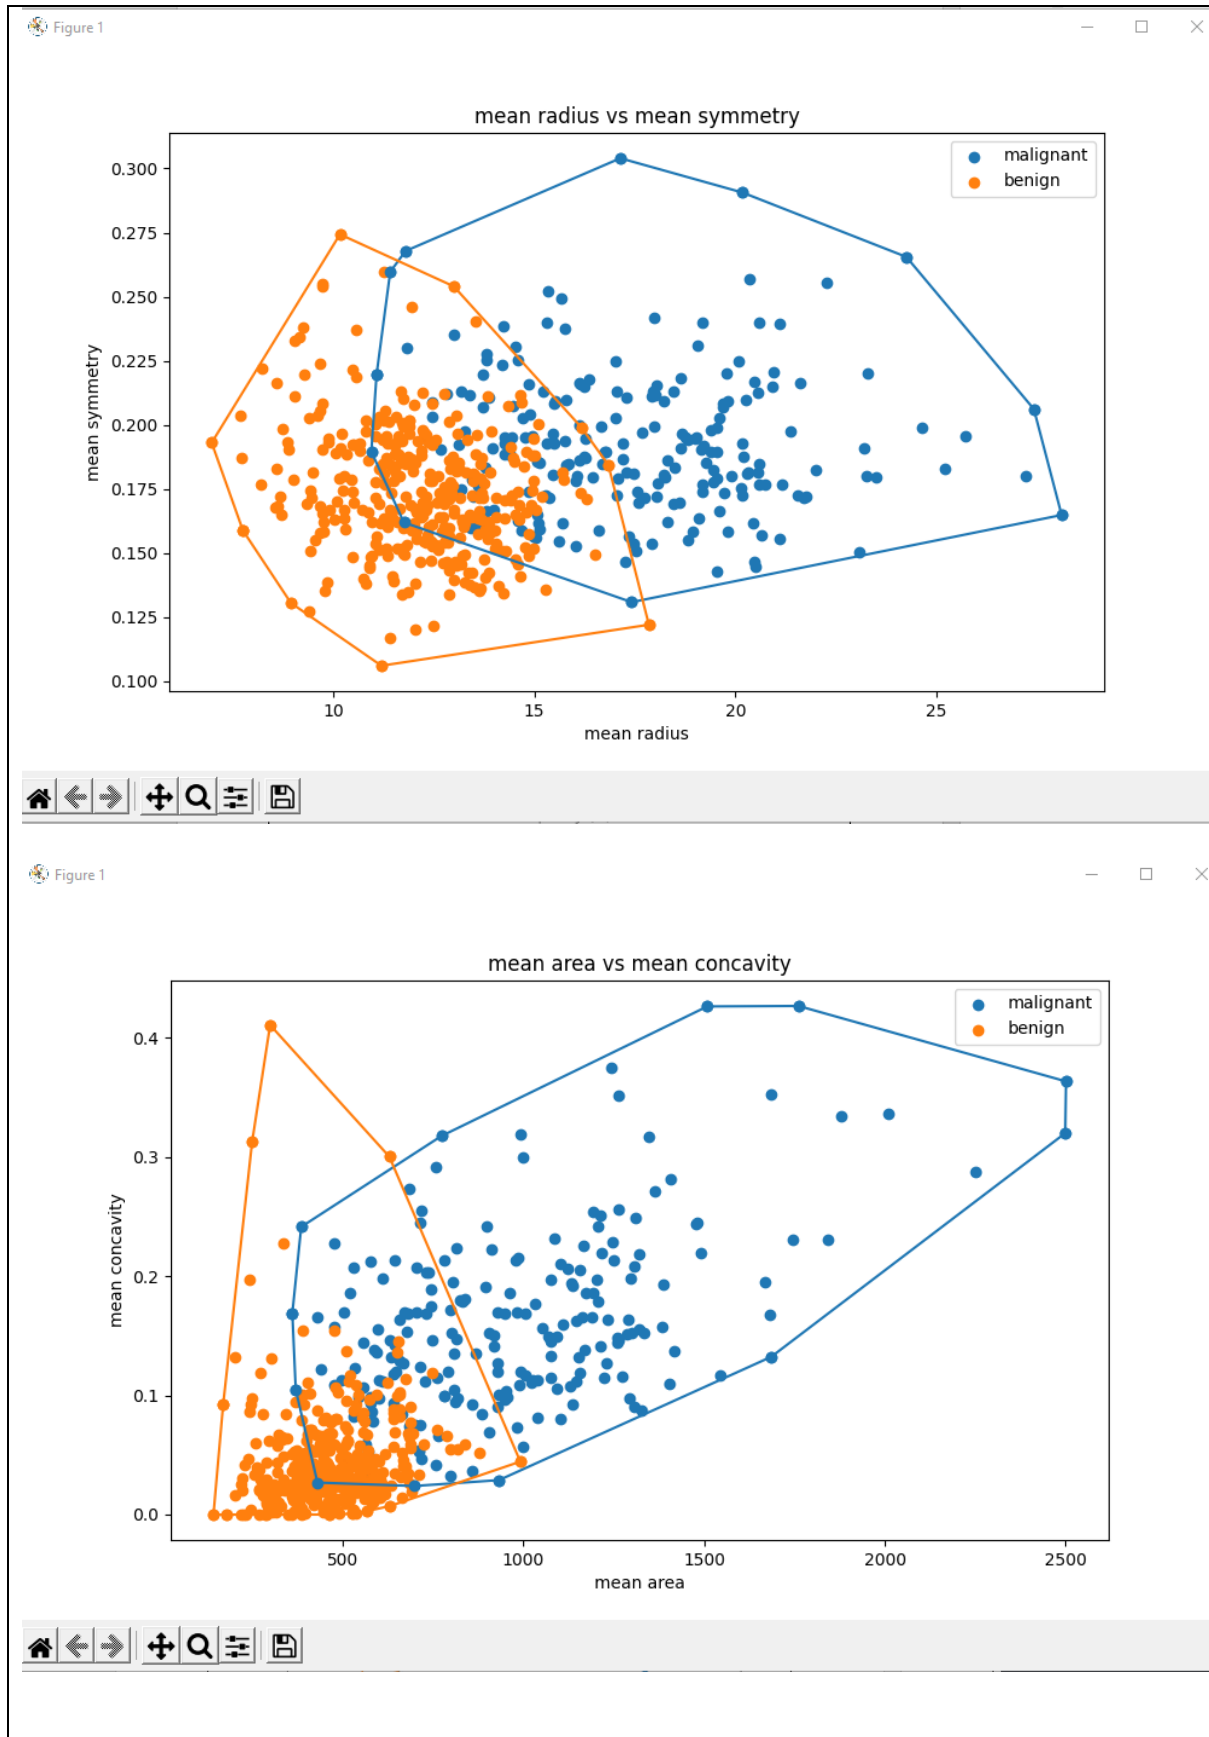 Figure 1
mean radius vs mean symmetry
malignant
benign
0.300
0.275
0.250
0.225
0.200
0.175
0.150
0.125
0.100
mean symmetry
10 15 20 25
mean radius
Figure 1
mean area vs mean concavity
malignant
benign
0.4
0.3
0.2
0.1
0.0
mean concavity
500 1000 1500 2000 2500
mean area